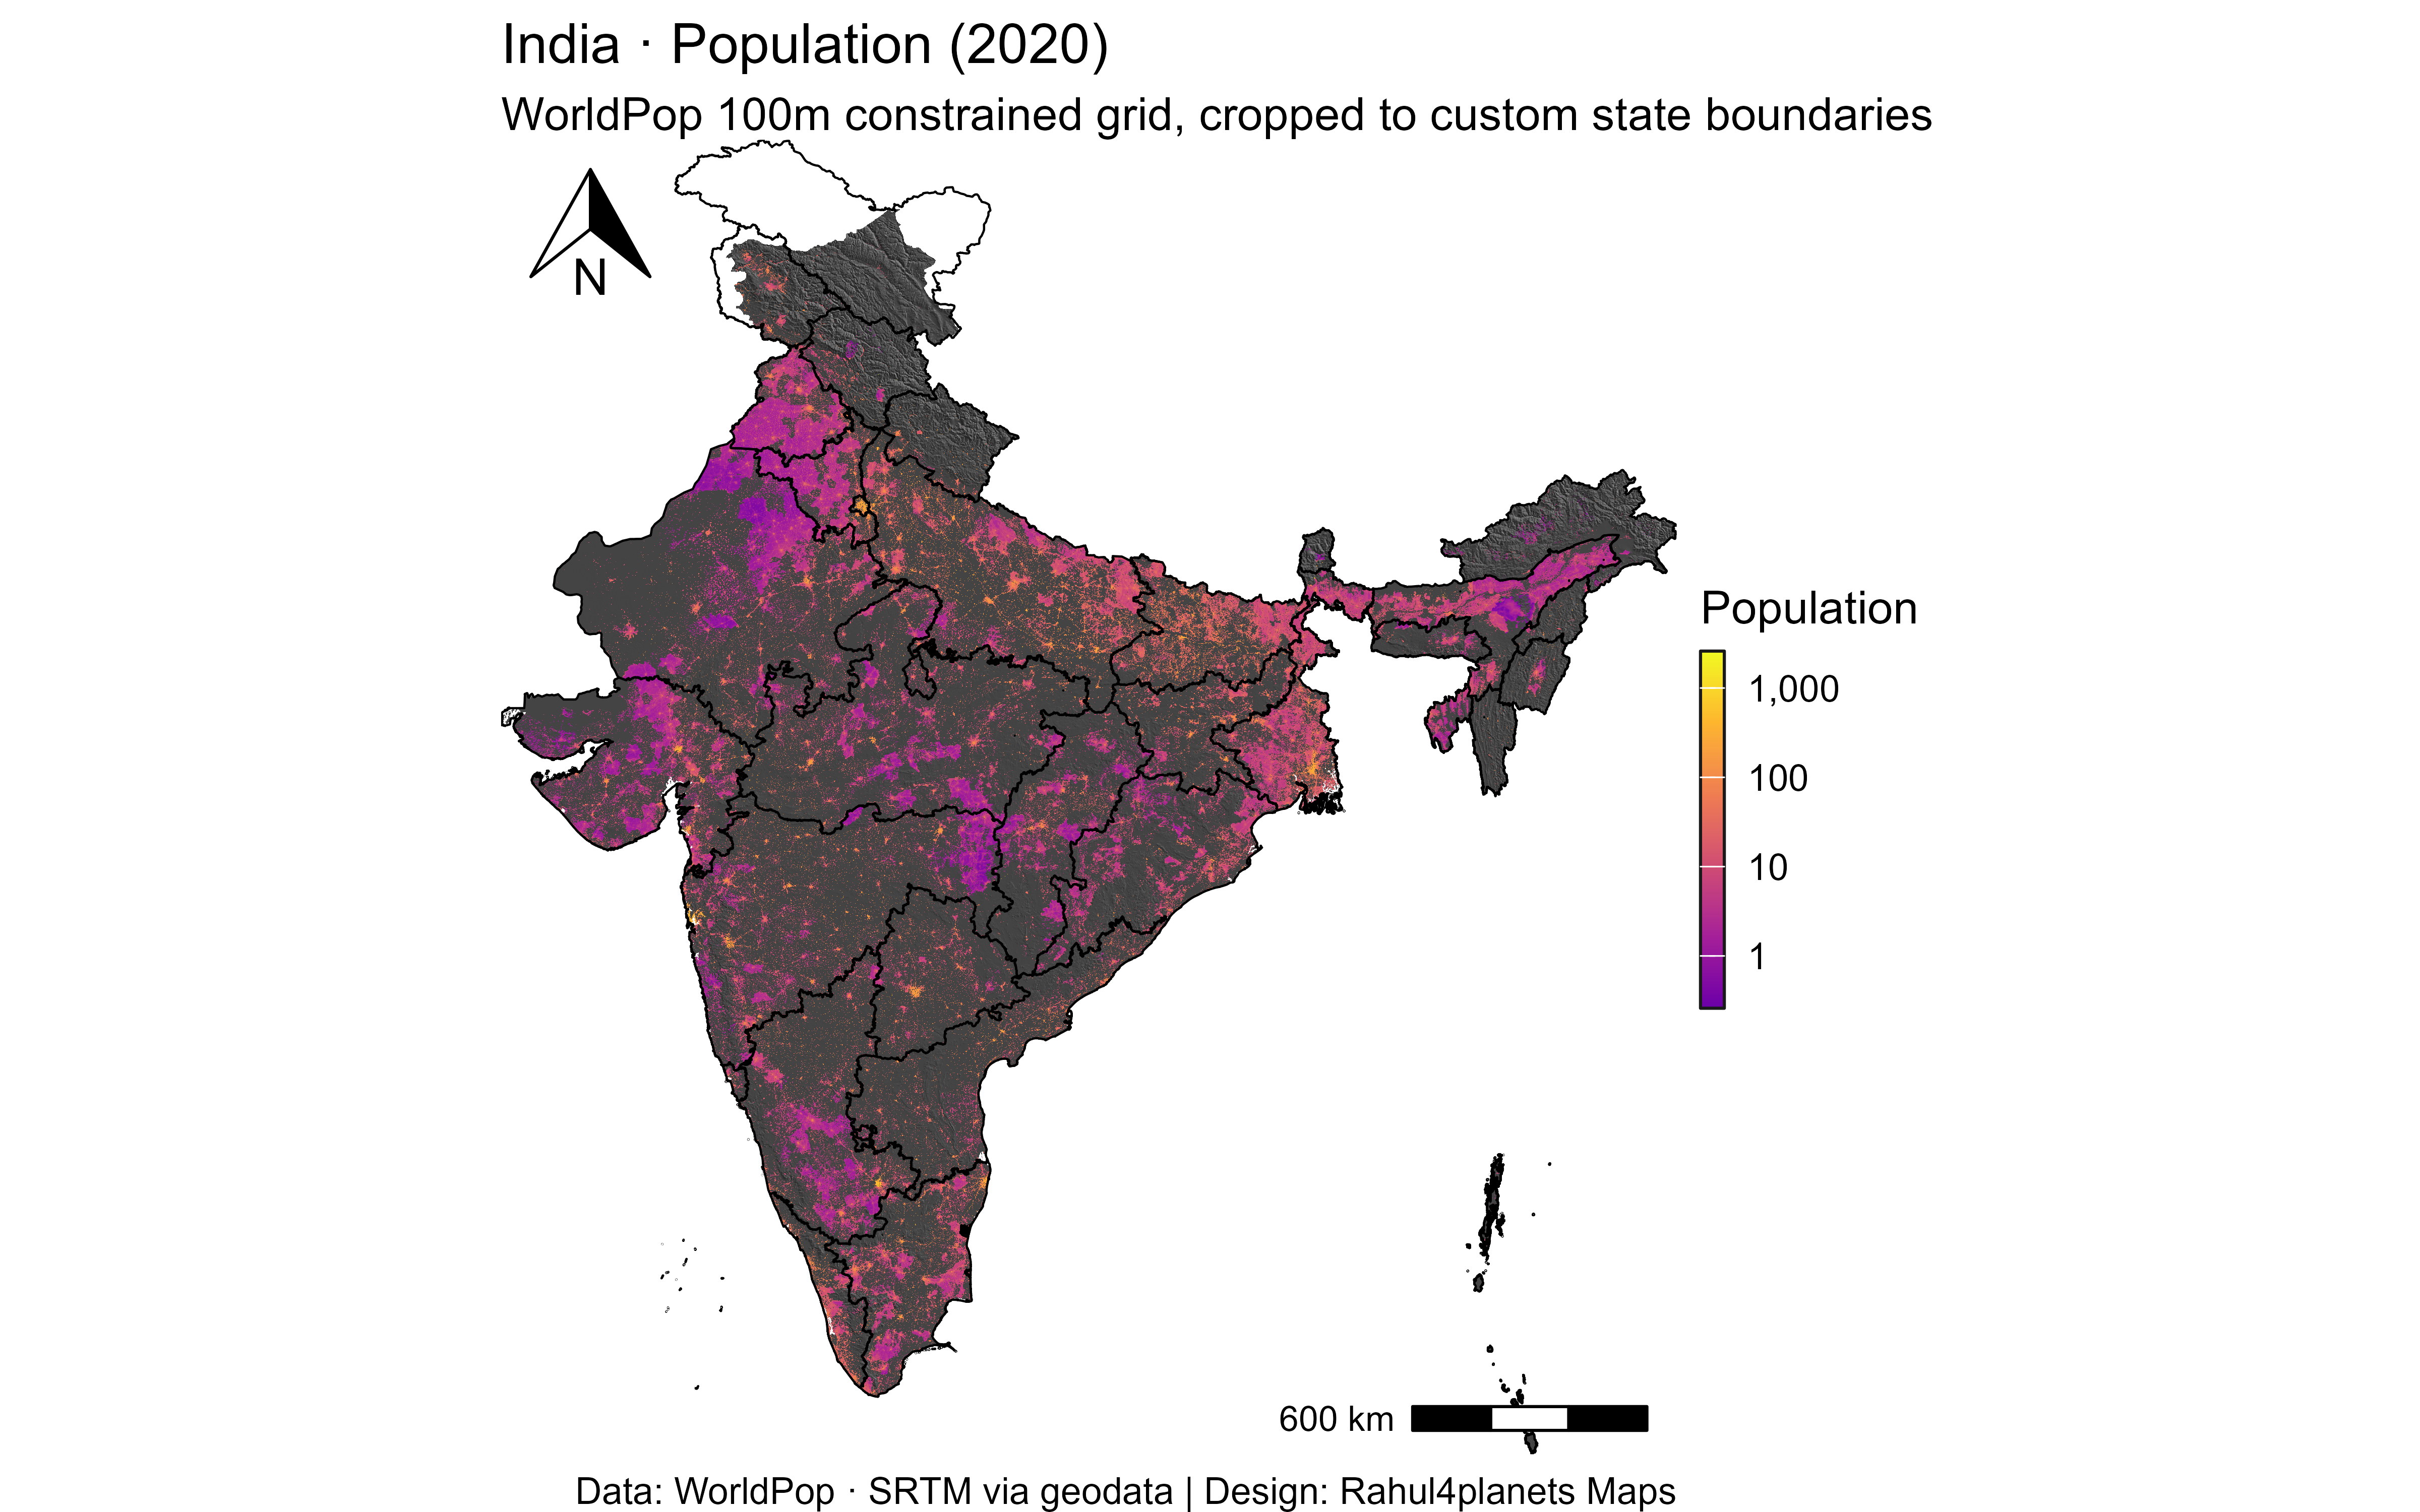 India · Population (2020)
WorldPop 100m constrained grid, cropped to custom state boundaries
N
Population
1,000
100
10
1
600 km
Data: WorldPop · SRTM via geodata | Design: Rahul4planets Maps